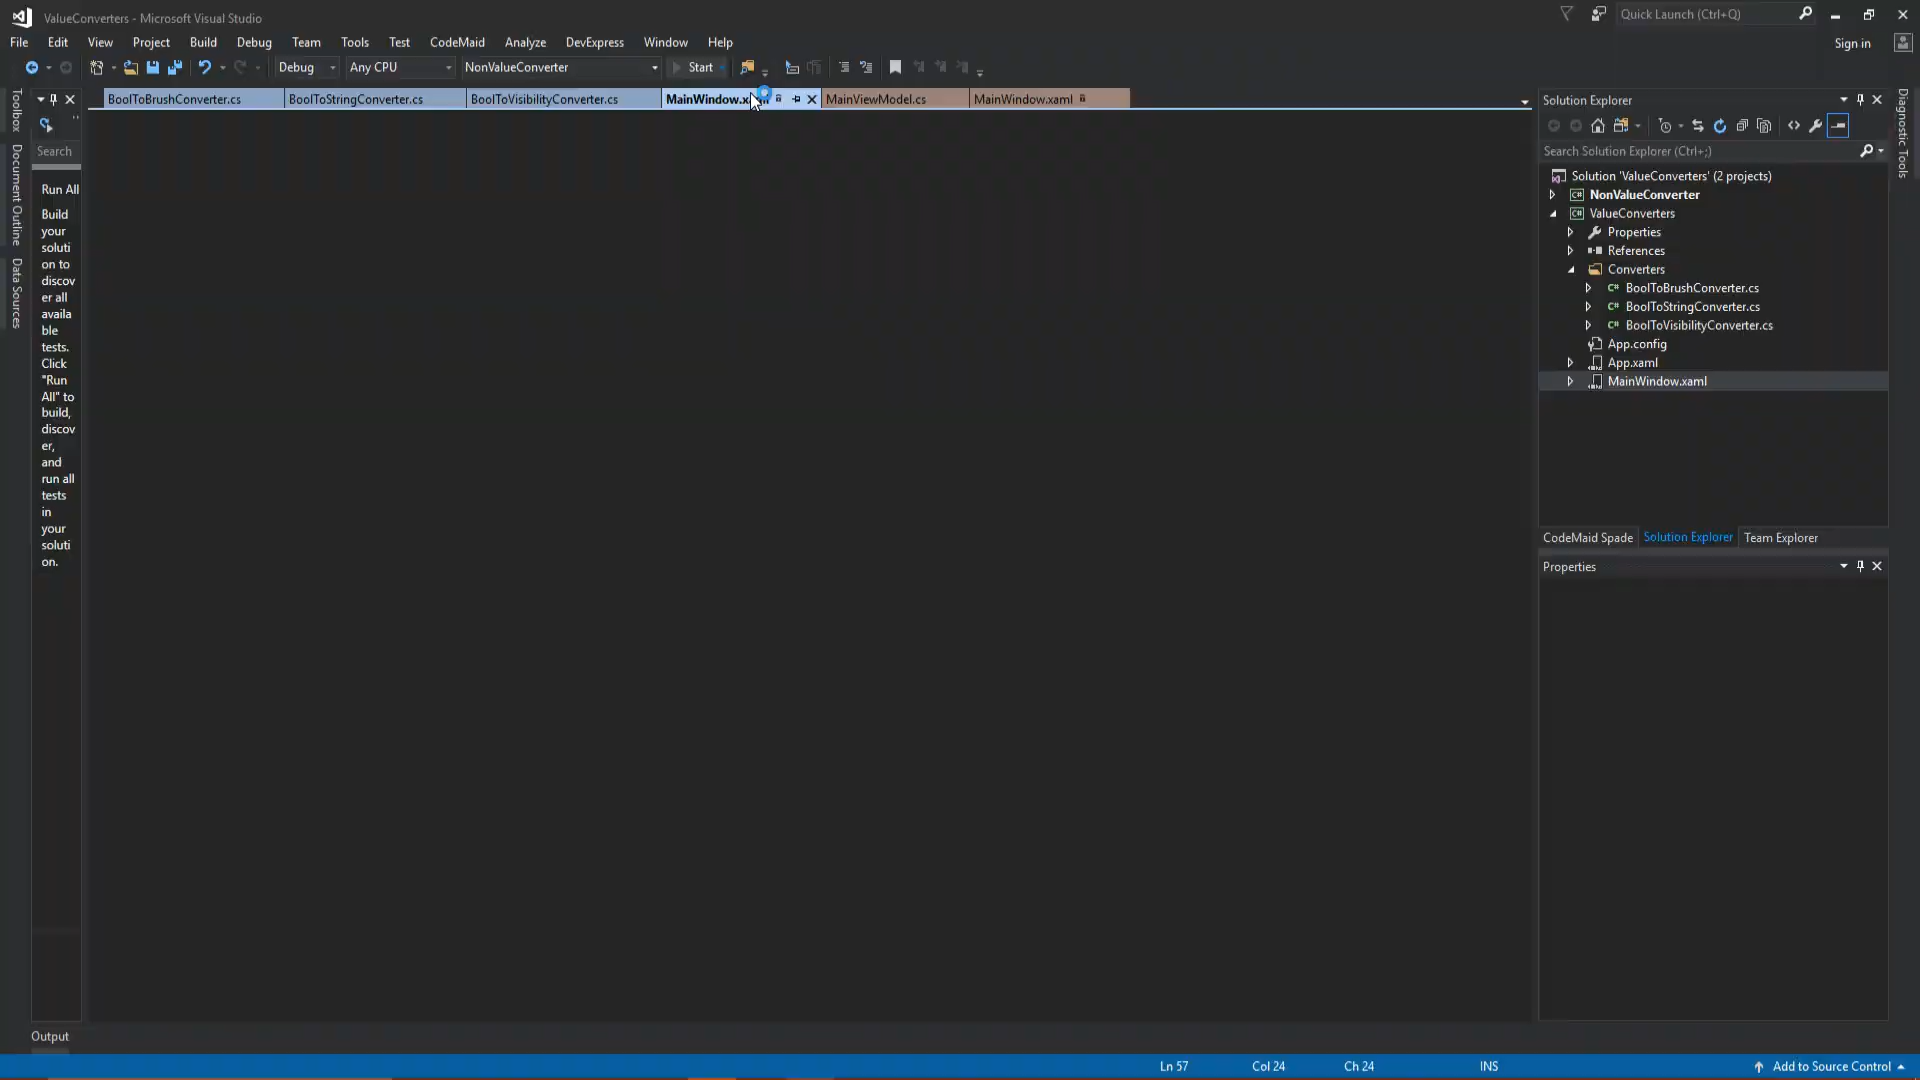 ValueConverters - Microsoft Visual Studio
Quick Launch (Ctrl+Q)
File Edit View Project Build Debug Team Tools Test CodeMaid Analyze DevExpress Window Help
Sign in
Debug Any CPU NonValueConverter Start
BoolToBrushConverter.cs BoolToStringConverter.cs BoolToVisibilityConverter.cs MainViewModel.cs MainWindow.xaml
Toolbox
Document Outline
Data Sources
Search
Run All
Build
your
soluti
on to
discov
er all
availa
ble
tests.
Click
"Run
All" to
build,
discov
er,
and
run all
tests
in
your
soluti
on.
Solution Explorer
Search Solution Explorer (Ctrl+;)
Solution 'ValueConverters' (2 projects)
NonValueConverter
ValueConverters
Properties
References
Converters
BoolToBrushConverter.cs
BoolToStringConverter.cs
BoolToVisibilityConverter.cs
App.config
App.xaml
MainWindow.xaml
CodeMaid Spade Solution Explorer Team Explorer
Properties
Diagnostic Tools
Output
Ln 57 Col 24 Ch 24 INS Add to Source Control